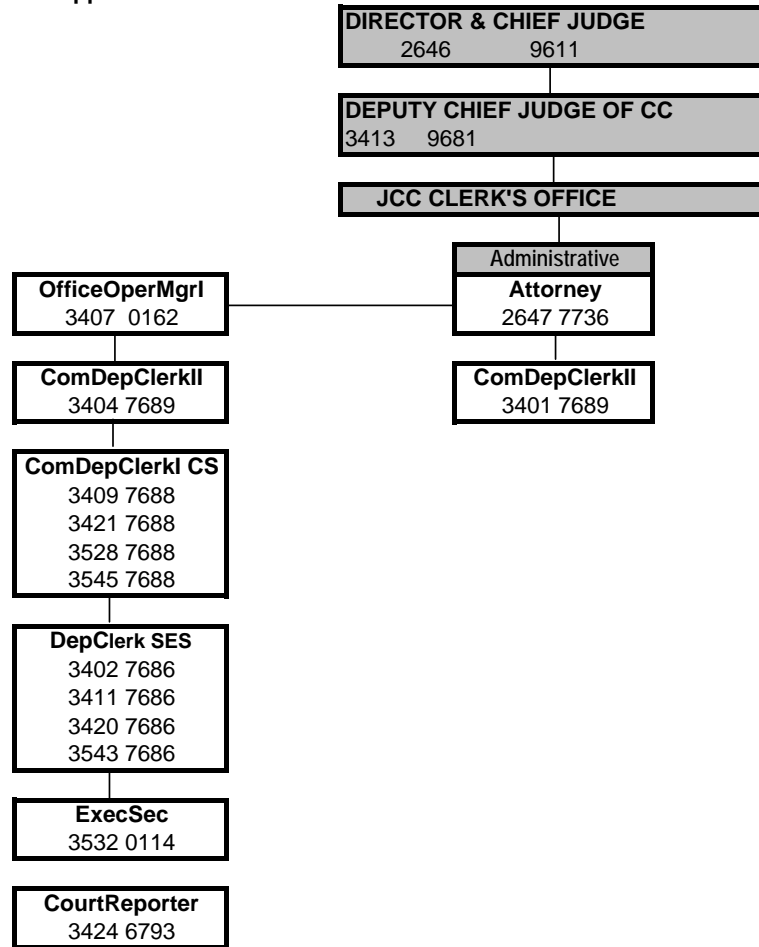 DIRECTOR & CHIEF JUDGE
2646 9611
DEPUTY CHIEF JUDGE OF CC
3413 9681
JCC CLERK'S OFFICE
Administrative
Attorney
2647 7736
OfficeOperMgrI
3407 0162
ComDepClerkII
3404 7689
ComDepClerkII
3401 7689
ComDepClerkI CS
3409 7688
3421 7688
3528 7688
3545 7688
DepClerk SES
3402 7686
3411 7686
3420 7686
3543 7686
ExecSec
3532 0114
CourtReporter
3424 6793